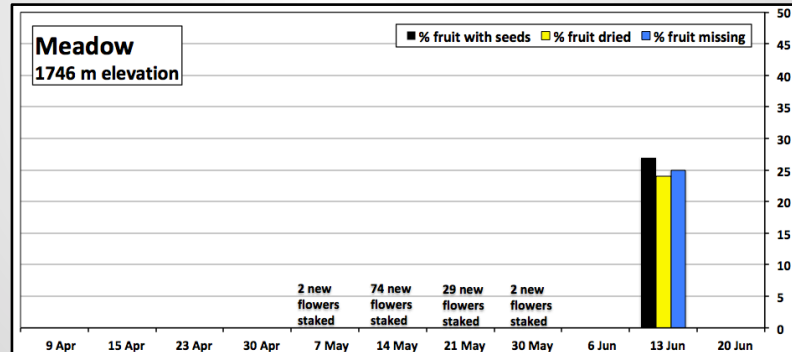 Meadow
1746 m elevation
% fruit with seeds % fruit dried % fruit missing
50
45
40
35
30
25
20
15
10
5
0
2 new
flowers
staked
74 new
flowers
staked
29 new
flowers
staked
2 new
flowers
staked
9 Apr 15 Apr 23 Apr 30 Apr 7 May 14 May 21 May 30 May 6 Jun 13 Jun 20 Jun